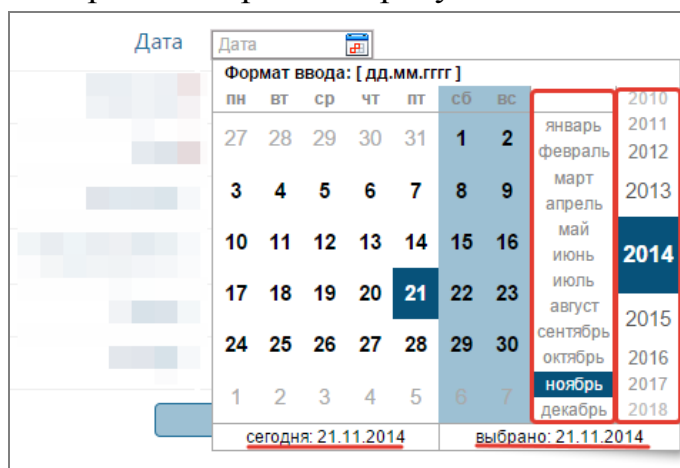 Дата Дата
Формат ввода: [ дд.мм.гггг ]
пн вт ср чт пт сб вс 2010
27 28 29 30 31 1 2 январь 2011
февраль 2012
3 4 5 6 7 8 9 март 2013
апрель
10 11 12 13 14 15 16 май 2014
июнь
17 18 19 20 21 22 23 июль
август 2015
24 25 26 27 28 29 30 сентябрь
октябрь 2016
1 2 3 4 5 6 7 ноябрь 2017
декабрь 2018
сегодня: 21.11.2014 выбрано: 21.11.2014